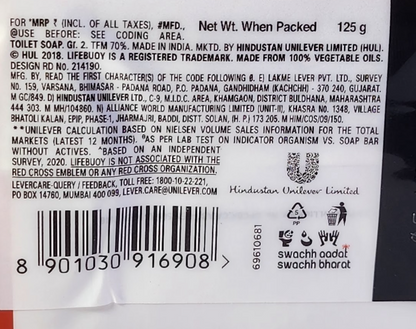 FOR *MRP ₹ (INCL. OF ALL TAXES), #MFD., Net Wt. When Packed 125 g
@USE BEFORE: SEE CODING AREA.
TOILET SOAP. Gr. 2. TFM 70%. MADE IN INDIA. MKTD. BY HINDUSTAN UNILEVER LIMITED (HUL).
© HUL 2018. LIFEBUOY IS A REGISTERED TRADEMARK. MADE FROM 100% VEGETABLE OILS.
DESIGN RD No. 214190.
MFG. BY, READ THE FIRST CHARACTER(S) OF THE CODE FOLLOWING @. E) LAKME LEVER PVT. LTD., SURVEY
NO. 159, VARSANA, BHIMASAR - PADANA ROAD, P.O. PADANA, GANDHIDHAM (KACHCHH) - 370 240, GUJARAT.
M GC/849. D) HINDUSTAN UNILEVER LTD., C-9, M.I.D.C. AREA, KHAMGAON, DISTRICT BULDHANA, MAHARASHTRA
444 303. M MH/104860. N) ALLIANCE WORLD MANUFACTURING LIMITED (UNIT-II), KHASRA NO. 1348, VILLAGE
BHATOLI KALAN, EPIP, PHASE-1, JHARMAJRI, BADDI, DISTT. SOLAN, (H. P.) 173 205. M HIM/COS/09/150.
**UNILEVER CALCULATION BASED ON NIELSEN VOLUME SALES INFORMATION FOR THE TOTAL
MARKETS (LATEST 12 MONTHS). AS PER LAB TEST ON INDICATOR ORGANISM VS. SOAP BAR
WITHOUT ACTIVES. ^BASED ON AN INDEPENDENT
SURVEY, 2020. LIFEBUOY IS NOT ASSOCIATED WITH THE
RED CROSS EMBLEM OR ANY RED CROSS ORGANIZATION.
LEVERCARE-QUERY / FEEDBACK, TOLL FREE: 1800-10-22-221,
PO BOX 14760, MUMBAI 400 099, LEVER.CARE@UNILEVER.COM
Hindustan Unilever Limited
PP
swachh aadat
swachh bharat
69610681
8 901030 916908 >